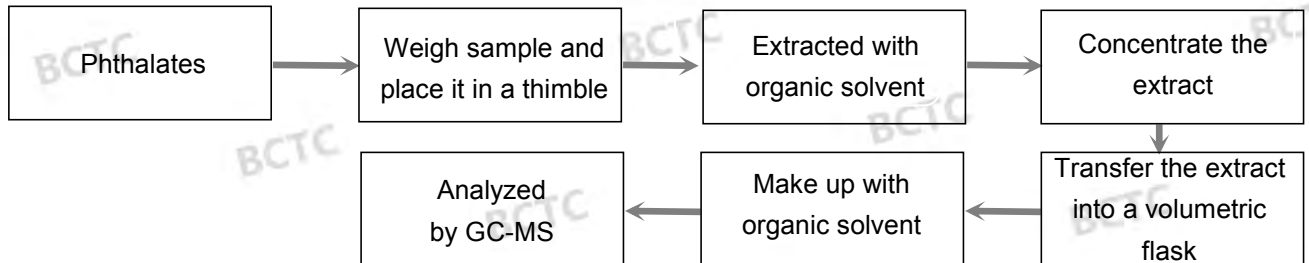 Phthalates
Weigh sample and
place it in a thimble
Extracted with
organic solvent
Concentrate the
extract
Transfer the extract
into a volumetric
flask
Make up with
organic solvent
Analyzed
by GC-MS
BCTC
BCTC
BCTC
BCTC
BCTC
BCTC
BCTC